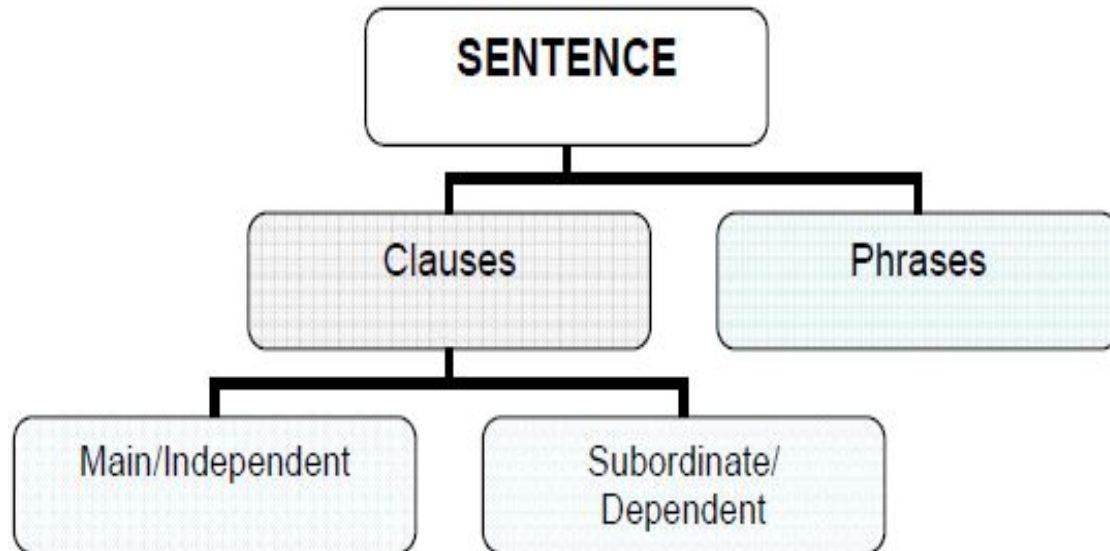 SENTENCE
Clauses
Phrases
Main/Independent
Subordinate/
Dependent